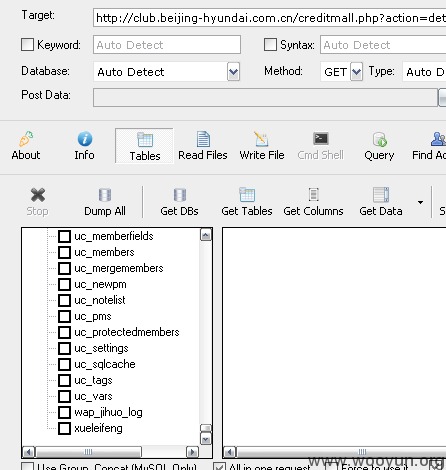 Target: http://club.beijing-hyundai.com.cn/creditmall.php?action=det
Keyword: Auto Detect Syntax: Auto Detect
Database: Auto Detect Method: GET Type: Auto D
Post Data:
About Info Tables Read Files Write File Cmd Shell Query Find Ad
Stop Dump All Get DBs Get Tables Get Columns Get Data S
uc_memberfields
uc_members
uc_mergemembers
uc_newpm
uc_notelist
uc_pms
uc_protectedmembers
uc_settings
uc_sqlcache
uc_tags
uc_vars
wap_jihuo_log
xueleifeng
Use Group_Concat (MySQL Only) All in one request Force to use it
www.wooyun.org